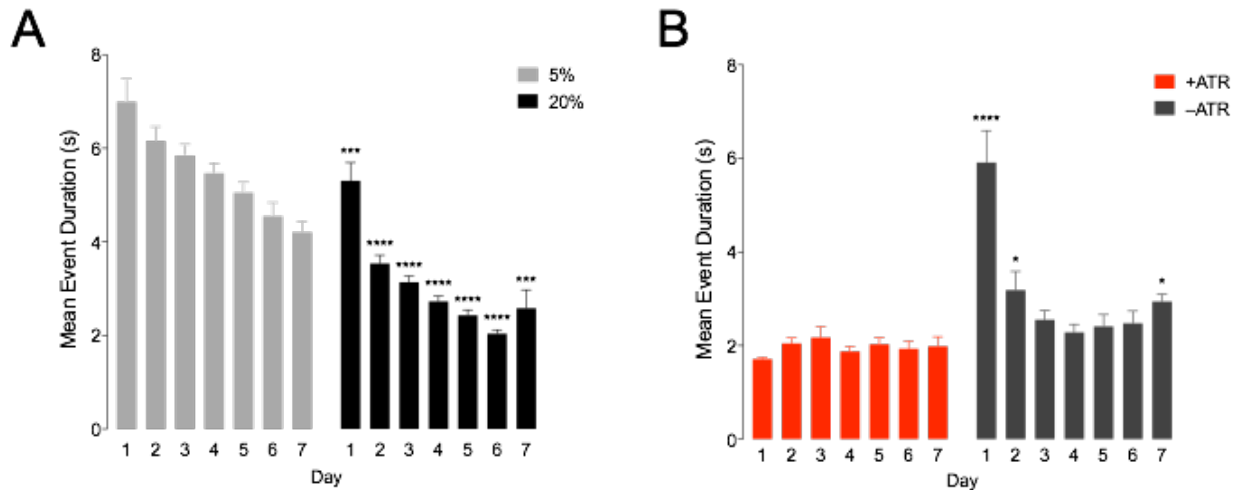 A
Mean Event Duration (s)
8
6
4
2
0
5%
20%
***
****
****
****
****
****
***
1 2 3 4 5 6 7 1 2 3 4 5 6 7
Day
B
Mean Event Duration (s)
8
6
4
2
0
+ATR
–ATR
****
*
*
1 2 3 4 5 6 7 1 2 3 4 5 6 7
Day